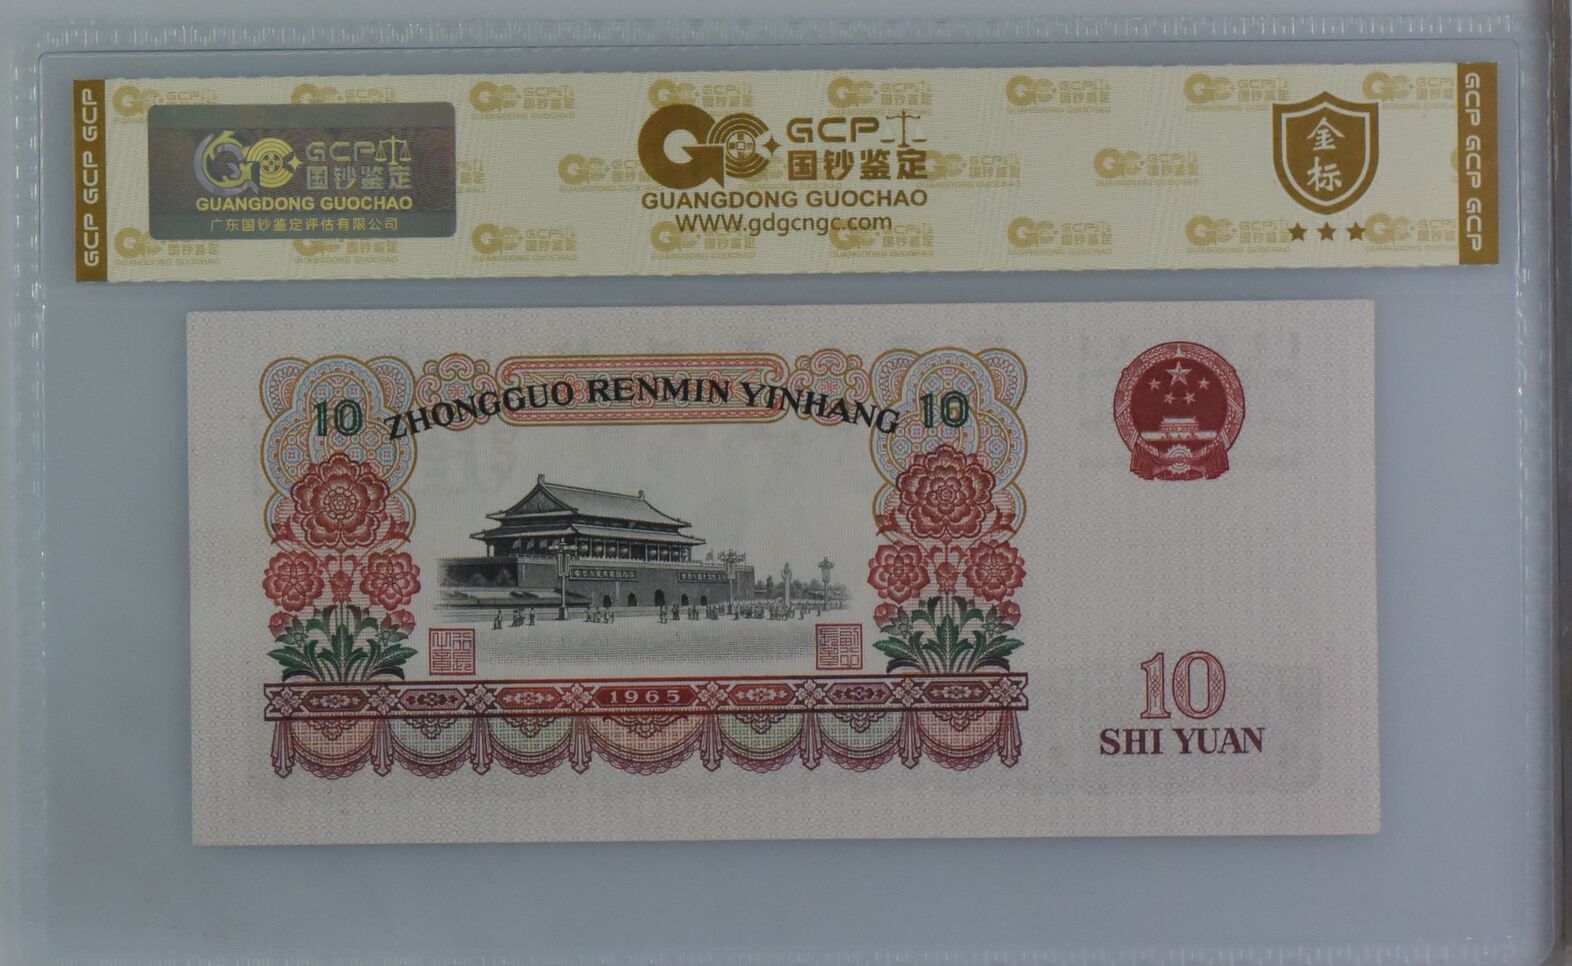 GCP GCP GCP
GCP
国钞鉴定
GUANGDONG GUOCHAO
广东国钞鉴定评估有限公司
GCP
国钞鉴定
GUANGDONG GUOCHAO
WWW.gdgcngc.com
金标
GCP GCP GCP
10 ZHONGGUO RENMIN YINHANG 10
1965
10
SHI YUAN